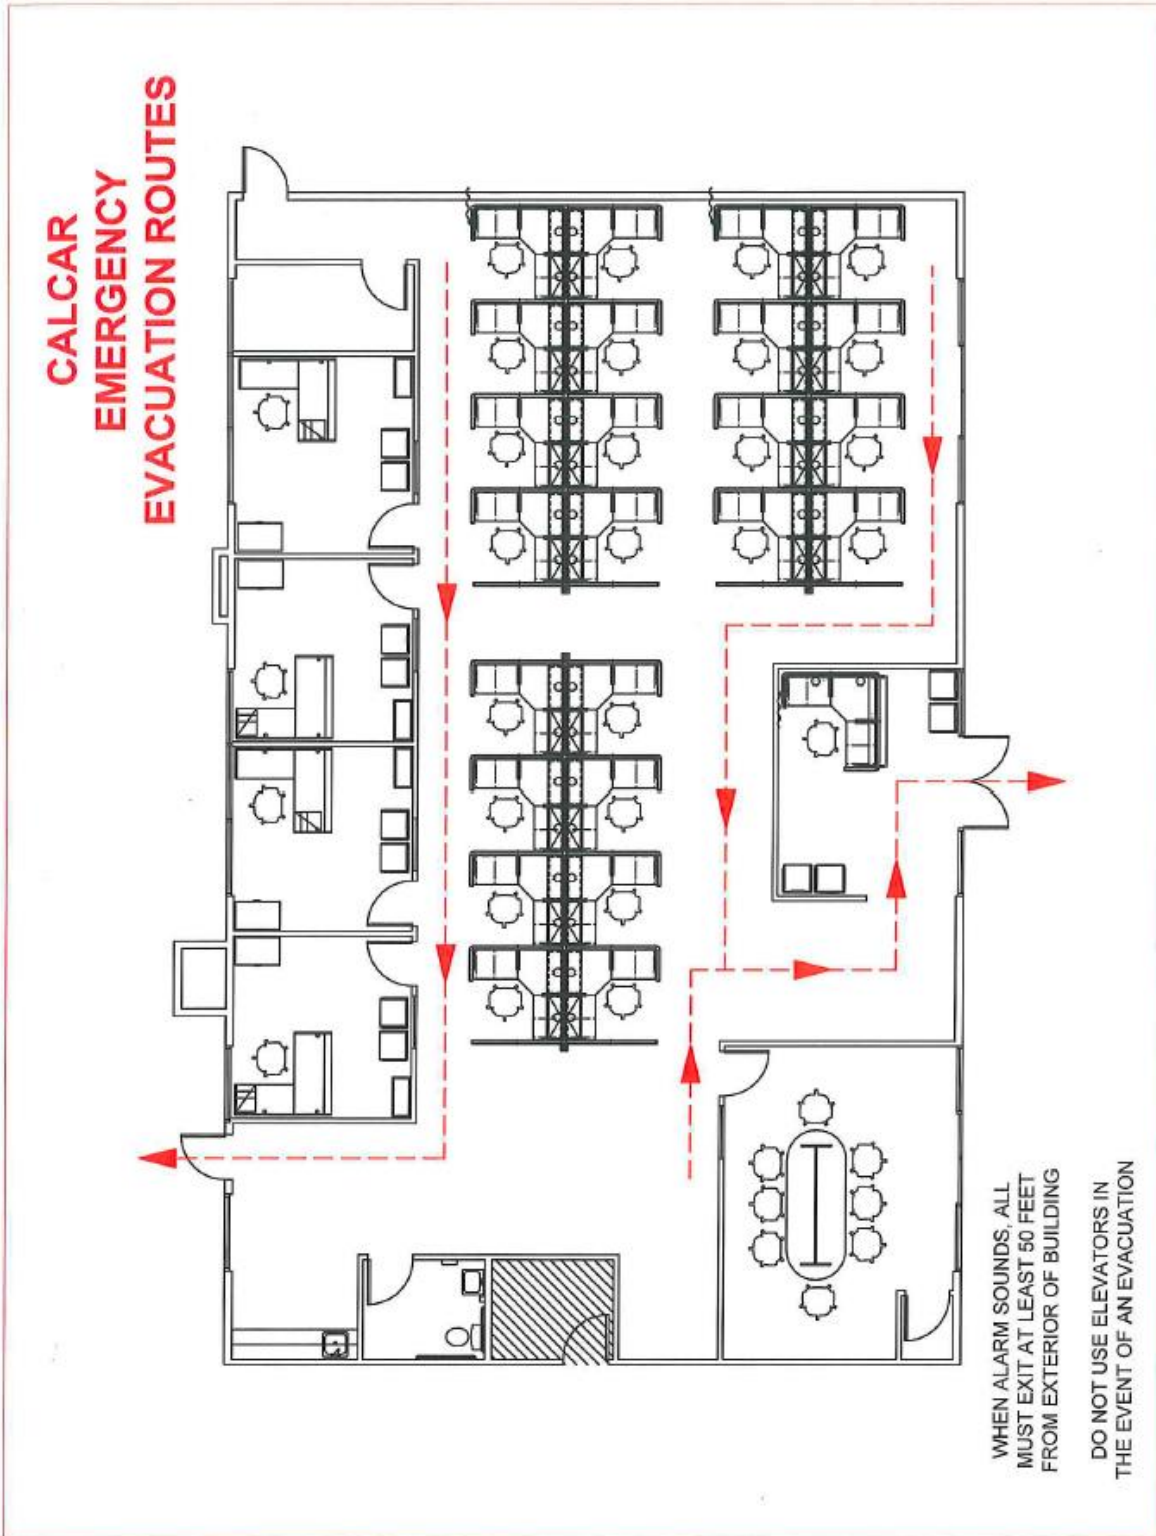 CALCAR
EMERGENCY
EVACUATION ROUTES
WHEN ALARM SOUNDS, ALL
MUST EXIT AT LEAST 50 FEET
FROM EXTERIOR OF BUILDING
DO NOT USE ELEVATORS IN
THE EVENT OF AN EVACUATION